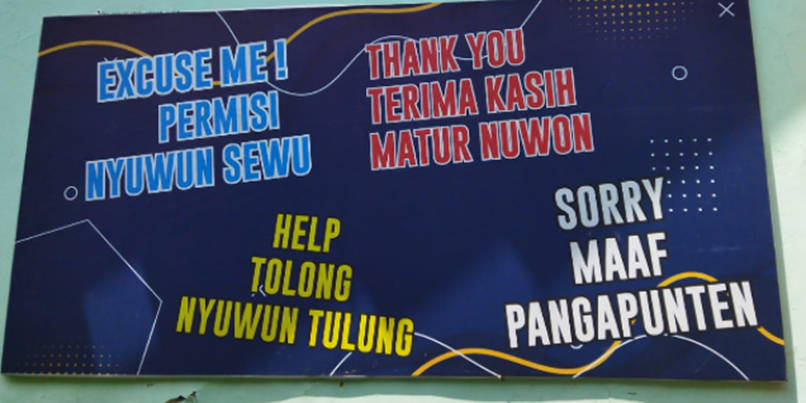 EXCUSE ME !
PERMISI
NYUWUN SEWU
THANK YOU
TERIMA KASIH
MATUR NUWON
HELP
TOLONG
NYUWUN TULUNG
SORRY
MAAF
PANGAPUNTEN